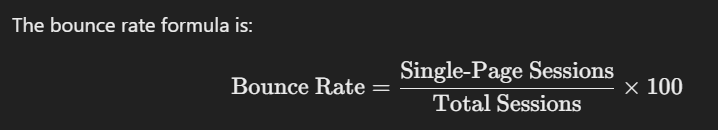 The bounce rate formula is:
Bounce Rate = Single-Page Sessions / Total Sessions × 100